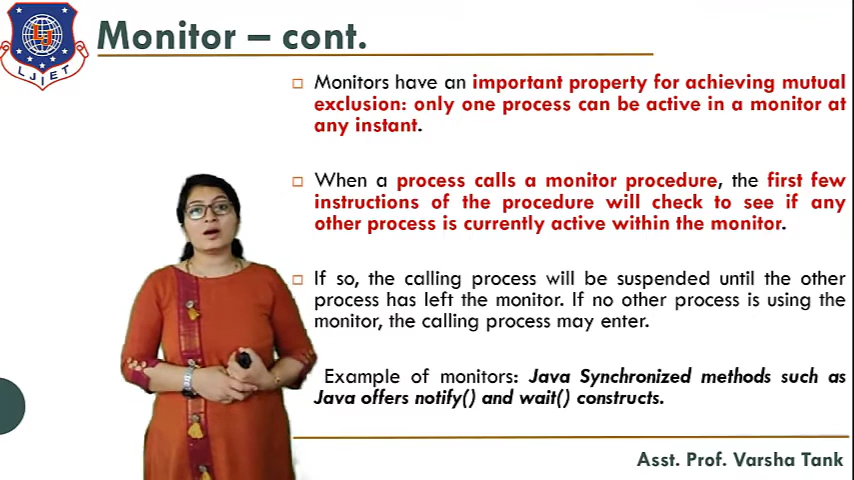 LJ
LJIET
Monitor – cont.
□ Monitors have an important property for achieving mutual
exclusion: only one process can be active in a monitor at
any instant.
□ When a process calls a monitor procedure, the first few
instructions of the procedure will check to see if any
other process is currently active within the monitor.
□ If so, the calling process will be suspended until the other
process has left the monitor. If no other process is using the
monitor, the calling process may enter.
Example of monitors: Java Synchronized methods such as
Java offers notify() and wait() constructs.
Asst. Prof. Varsha Tank